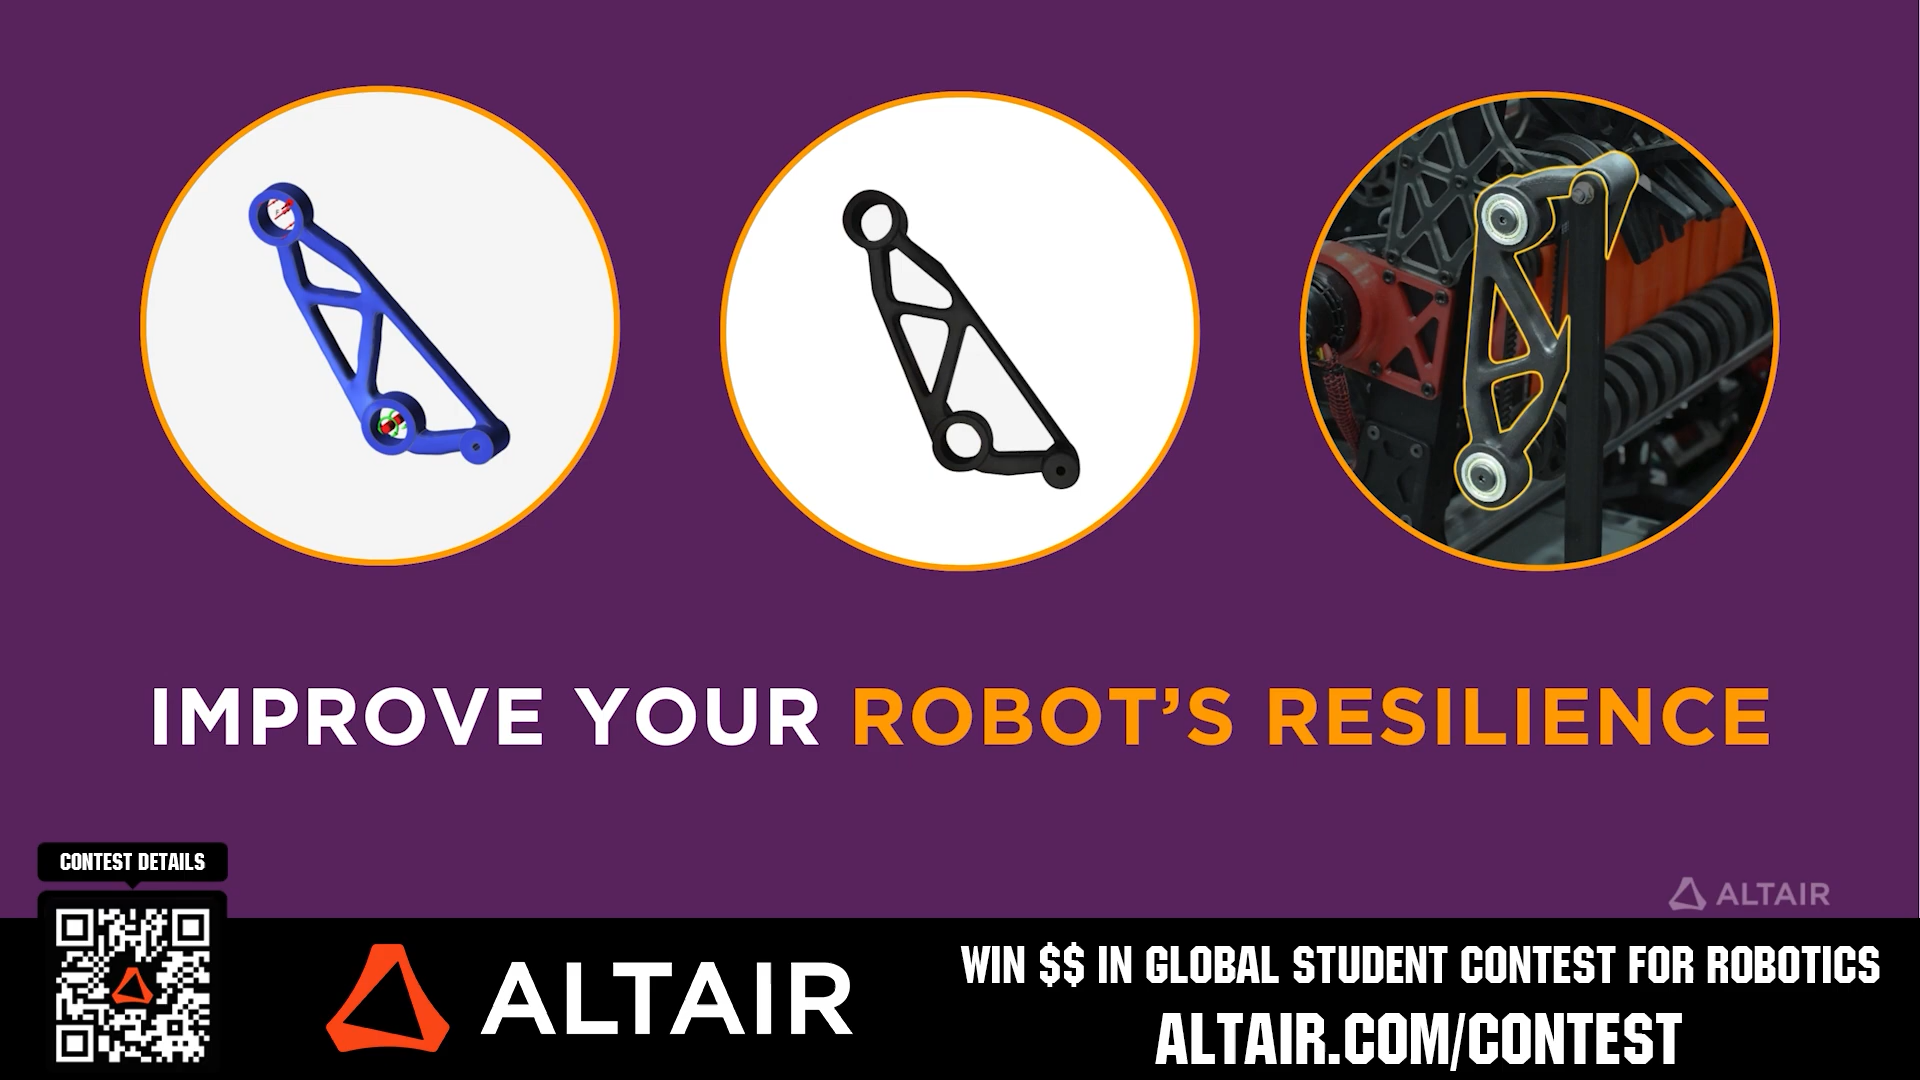 IMPROVE YOUR ROBOT'S RESILIENCE
CONTEST DETAILS
ALTAIR
ALTAIR
WIN $$ IN GLOBAL STUDENT CONTEST FOR ROBOTICS
ALTAIR.COM/CONTEST